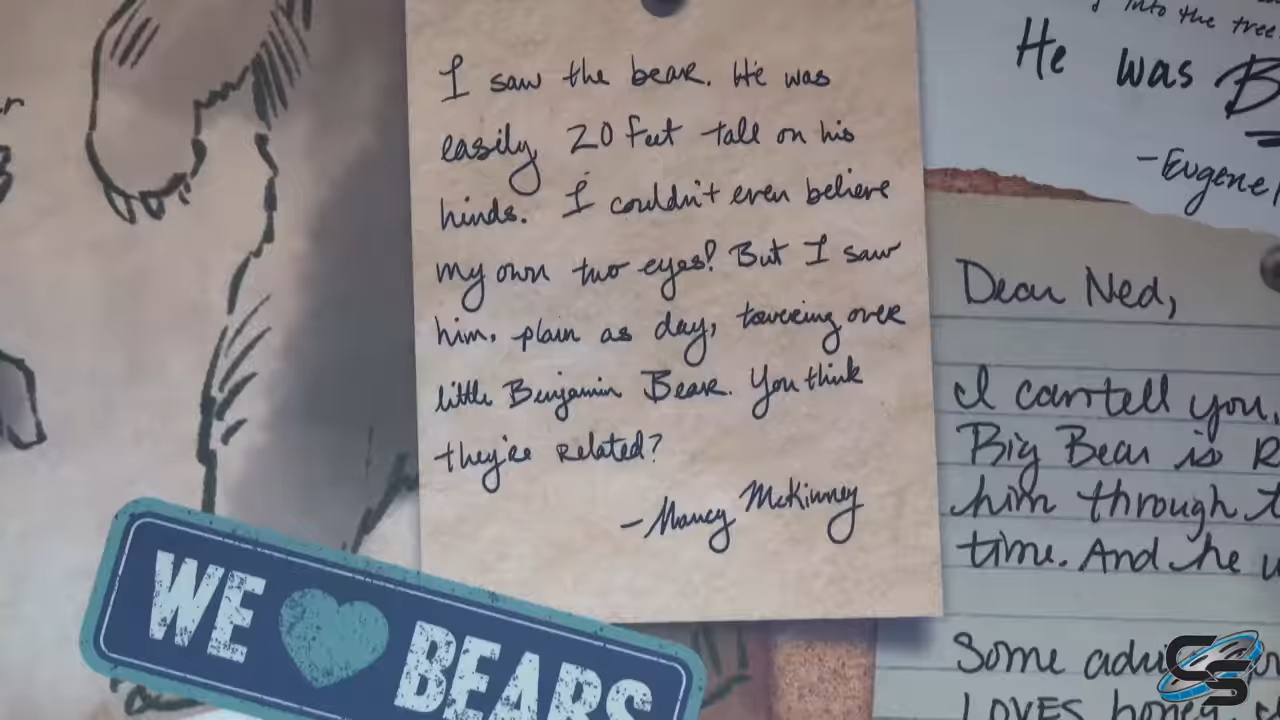 I saw the bear. He was
easily 20 feet tall on his
hinds. I couldn't even believe
my own two eyes! But I saw
him, plain as day, towering over
little Benjamin Bear. You think
they're related?
—Nancy McKinney
WE BEARS
into the tree
He was
-Eugene
Dear Ned,
I can tell you,
Big Bear is
him through
time. And he
Some
LOVES honey
CS